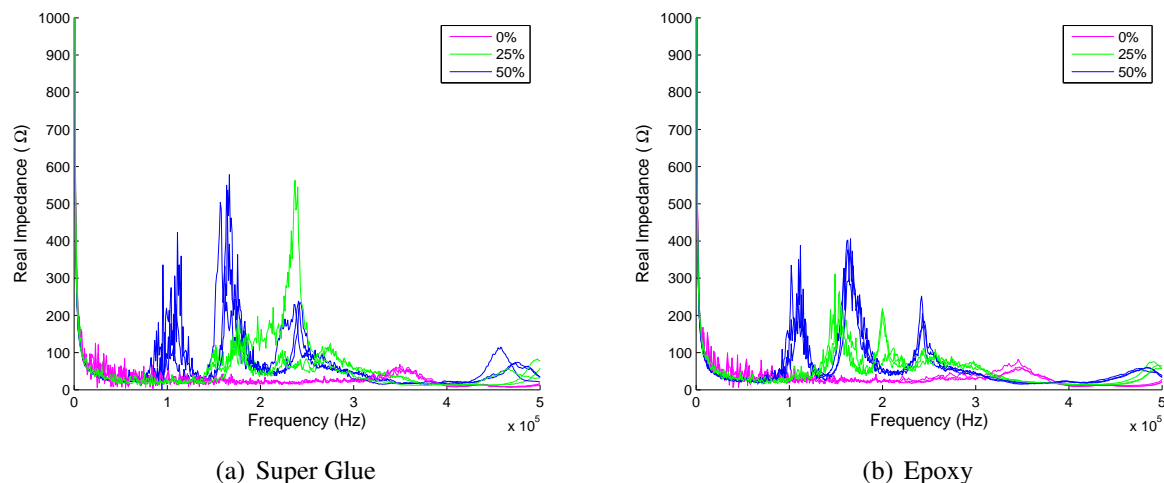 1000
900
800
700
600
500
400
300
200
100
0
Real Impedance ( Ω)
0%
25%
50%
0 1 2 3 4 5
Frequency (Hz)
x 10^5
(a) Super Glue
1000
900
800
700
600
500
400
300
200
100
0
Real Impedance ( Ω)
0%
25%
50%
0 1 2 3 4 5
Frequency (Hz)
x 10^5
(b) Epoxy